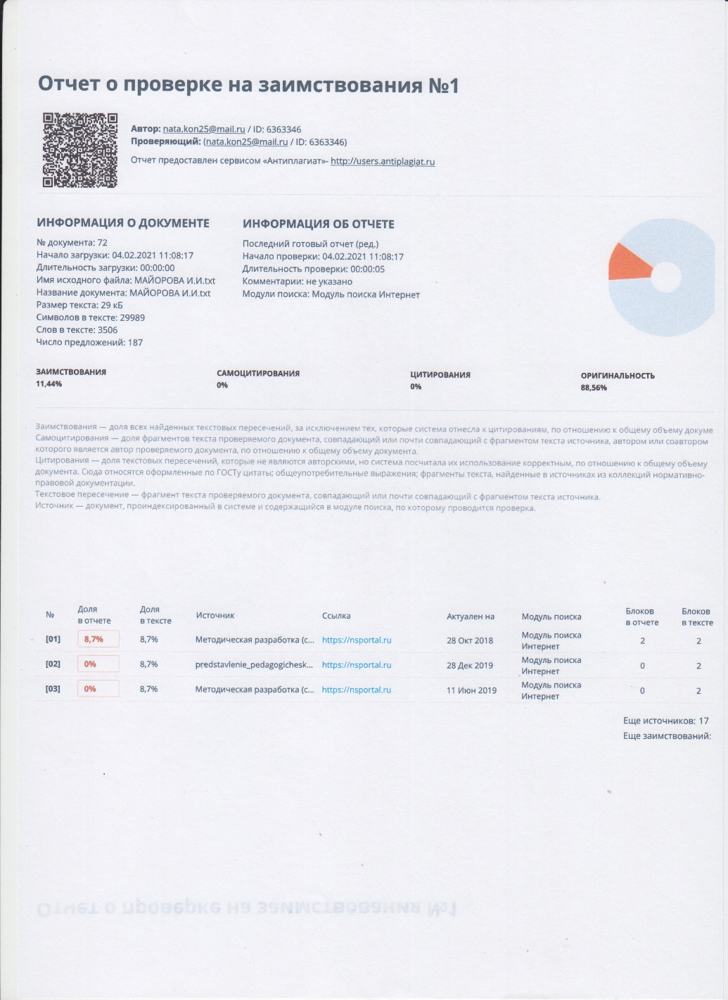 Отчет о проверке на заимствования №1
Автор: nata.kon25@mail.ru / ID: 6363346
Проверяющий: (nata.kon25@mail.ru / ID: 6363346)
Отчет предоставлен сервисом «Антиплагиат»- http://users.antiplagiat.ru
ИНФОРМАЦИЯ О ДОКУМЕНТЕ
№ документа: 72
Начало загрузки: 04.02.2021 11:08:17
Длительность загрузки: 00:00:00
Имя исходного файла: МАЙОРОВА И.И.txt
Название документа: МАЙОРОВА И.И.txt
Размер текста: 29 кБ
Символов в тексте: 29989
Слов в тексте: 3506
Число предложений: 187
ИНФОРМАЦИЯ ОБ ОТЧЕТЕ
Последний готовый отчет (ред.)
Начало проверки: 04.02.2021 11:08:17
Длительность проверки: 00:00:05
Комментарии: не указано
Модули поиска: Модуль поиска Интернет
ЗАИМСТВОВАНИЯ
11,44%
САМОЦИТИРОВАНИЯ
0%
ЦИТИРОВАНИЯ
0%
ОРИГИНАЛЬНОСТЬ
88,56%
Заимствования — доля всех найденных текстовых пересечений, за исключением тех, которые система отнесла к цитированиям, по отношению к общему объему докуме
Самоцитирования — доля фрагментов текста проверяемого документа, совпадающий или почти совпадающий с фрагментом текста источника, автором или соавтором
которого является автор проверяемого документа, по отношению к общему объему документа.
Цитирования — доля текстовых пересечений, которые не являются авторскими, но система посчитала их использование корректным, по отношению к общему объему
документа. Сюда относятся оформленные по ГОСТу цитаты; общеупотребительные выражения; фрагменты текста, найденные в источниках из коллекций нормативно-
правовой документации.
Текстовое пересечение — фрагмент текста проверяемого документа, совпадающий или почти совпадающий с фрагментом текста источника.
Источник — документ, проиндексированный в системе и содержащийся в модуле поиска, по которому проводится проверка.
№ Доля в отчете Доля в тексте Источник Ссылка Актуален на Модуль поиска Блоков в отчете Блоков в тексте
[01] 8,7% 8,7% Методическая разработка (с... https://nsportal.ru 28 Окт 2018 Модуль поиска Интернет 2 2
[02] 0% 8,7% predstavlenie_pedagogichesk... https://nsportal.ru 28 Дек 2019 Модуль поиска Интернет 0 2
[03] 0% 8,7% Методическая разработка (с... https://nsportal.ru 11 Июн 2019 Модуль поиска Интернет 0 2
Еще источников: 17
Еще заимствований:
Отчет о проверке на заимствования №1